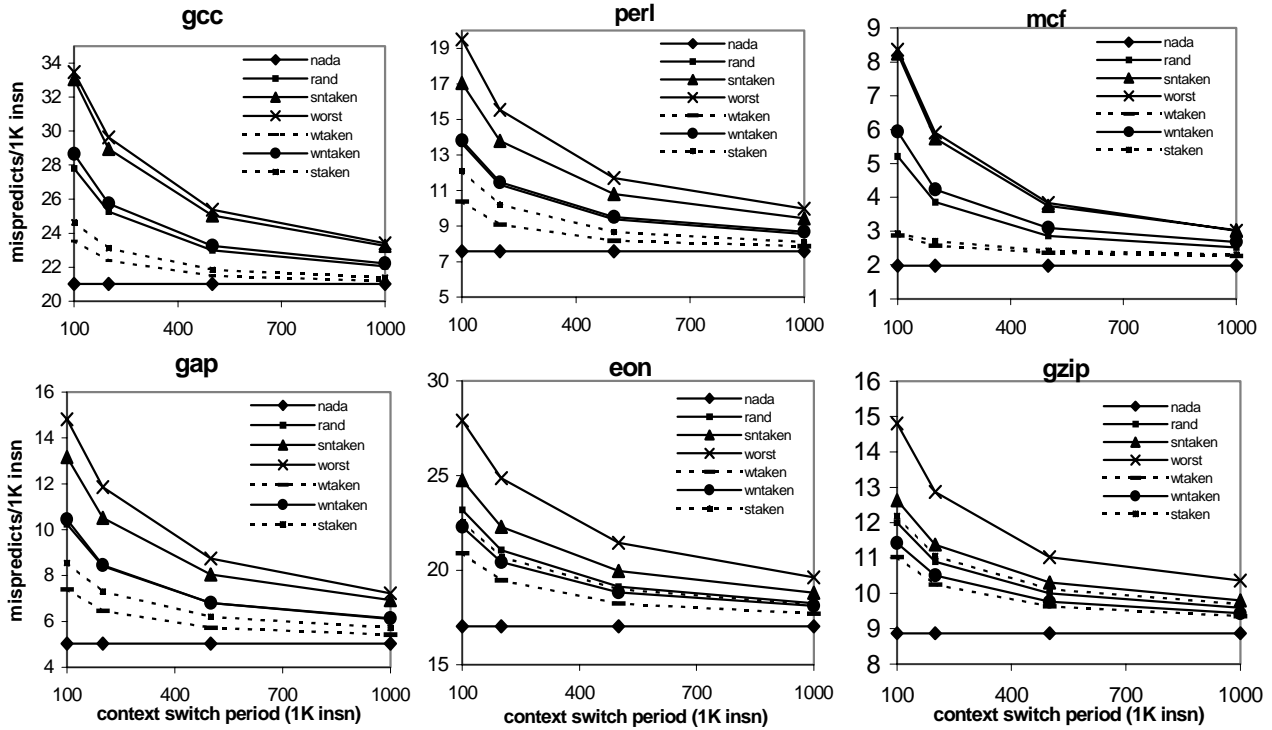 gcc
mispredicts/1K insn
34
32
30
28
26
24
22
20
100
400
700
1000
nada
rand
sntaken
worst
wtaken
wntaken
staken
perl
19
17
15
13
11
9
7
5
100
400
700
1000
nada
rand
sntaken
worst
wtaken
wntaken
staken
mcf
9
8
7
6
5
4
3
2
1
100
400
700
1000
nada
rand
sntaken
worst
wtaken
wntaken
staken
gap
mispredicts/1K insn
16
14
12
10
8
6
4
100
400
700
1000
context switch period (1K insn)
nada
rand
sntaken
worst
wtaken
wntaken
staken
eon
30
25
20
15
100
400
700
1000
context switch period (1K insn)
nada
rand
sntaken
worst
wtaken
wntaken
staken
gzip
16
15
14
13
12
11
10
9
8
100
400
700
1000
context switch period (1K insn)
nada
rand
sntaken
worst
wtaken
wntaken
staken